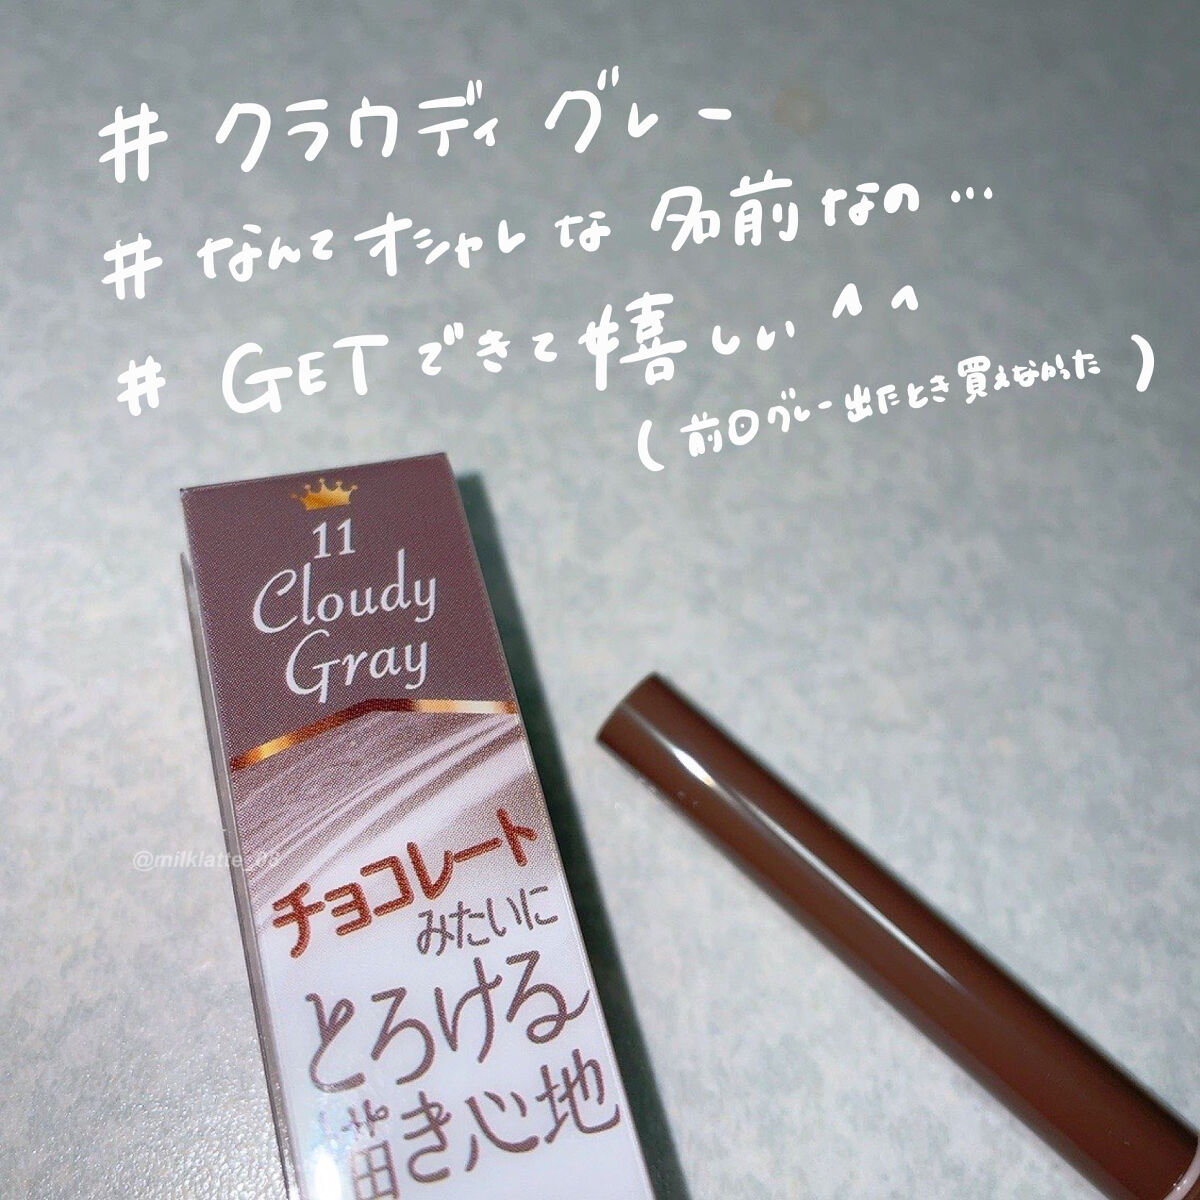 # クラウディ グレー
# なんてオシャレな 名前なの…
# GETできて嬉しい ^^
(前回グレー出たとき買えなかった)
11
Cloudy
Gray
@milklatte_03
チョコレート
みたいに
とろける
描き心地